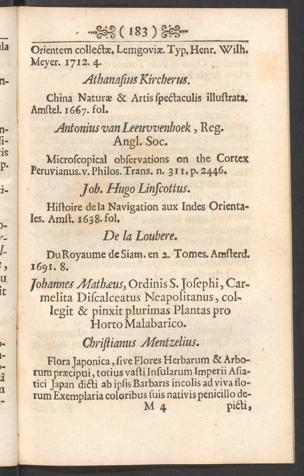 ( 183 )
Orientem collectæ, Lemgoviæ. Typ, Henr. Wilh.
Meyer. 1712. 4.
Athanasius Kircherus.
China Naturæ & Artis spectaculis illustrata.
Amstel. 1667. fol.
Antonius van Leeuvvenhoek, Reg.
Angl. Soc.
Microscopical observations on the Cortex
Peruvianus. v. Philos. Trans. n. 311. p. 2446.
Joh. Hugo Linscottus.
Histoire de la Navigation aux Indes Orienta-
les. Amst. 1638. fol.
De la Loubere.
Du Royaume de Siam. en 2. Tomes. Amsterd.
1691. 8.
Johannes Mathæus, Ordinis S. Josephi, Car-
melita Discalceatus Neapolitanus, col-
legit & pinxit plurimas Plantas pro
Horto Malabarico.
Christianus Mentzelius.
Flora Japonica, sive Flores Herbarum & Arbo-
rum præcipui, totius vasti Insularum Imperii Asia-
tici Japan dicti ab ipsis Barbaris incolis ad viva flo-
rum Exemplaria coloribus suis nativis penicillo de-
M 4 picti,